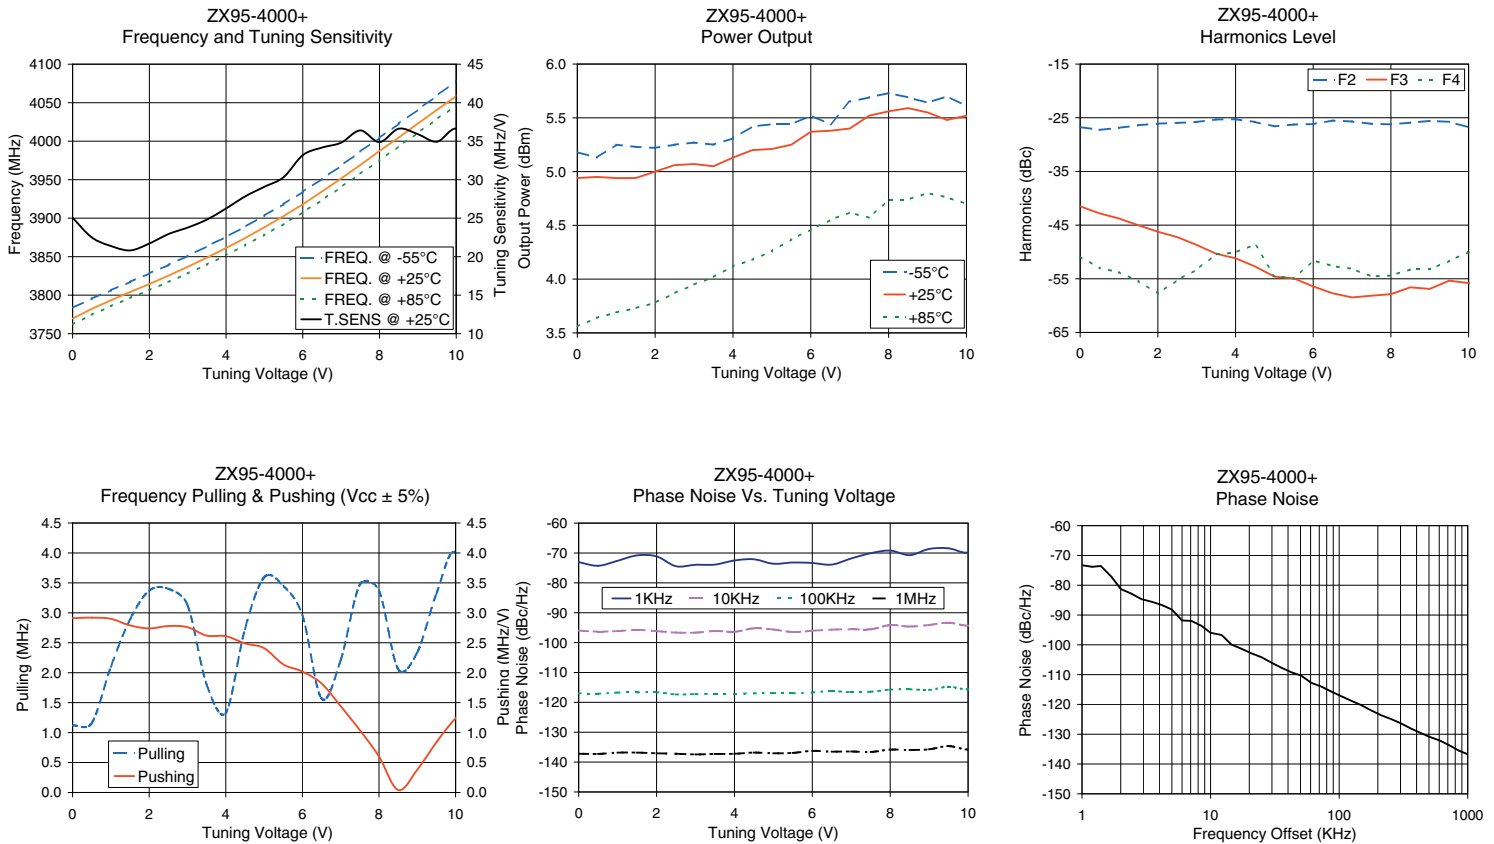 ZX95-4000+
Frequency and Tuning Sensitivity
4100
4050
4000
3950
3900
3850
3800
3750
45
40
35
30
25
20
15
10
Frequency (MHz)
Tuning Sensitivity (MHz/V)
FREQ. @ -55°C
FREQ. @ +25°C
FREQ. @ +85°C
T.SENS @ +25°C
0 2 4 6 8 10
Tuning Voltage (V)
ZX95-4000+
Power Output
6.0
5.5
5.0
4.5
4.0
3.5
Output Power (dBm)
-55°C
+25°C
+85°C
0 2 4 6 8 10
Tuning Voltage (V)
ZX95-4000+
Harmonics Level
-15
-25
-35
-45
-55
-65
Harmonics (dBc)
F2 F3 F4
0 2 4 6 8 10
Tuning Voltage (V)
ZX95-4000+
Frequency Pulling & Pushing (Vcc ± 5%)
4.5
4.0
3.5
3.0
2.5
2.0
1.5
1.0
0.5
0.0
4.5
4.0
3.5
3.0
2.5
2.0
1.5
1.0
0.5
0.0
Pulling (MHz)
Pushing (MHz/V)
Pulling
Pushing
0 2 4 6 8 10
Tuning Voltage (V)
ZX95-4000+
Phase Noise Vs. Tuning Voltage
-60
-70
-80
-90
-100
-110
-120
-130
-140
-150
Phase Noise (dBc/Hz)
1KHz 10KHz 100KHz 1MHz
0 2 4 6 8 10
Tuning Voltage (V)
ZX95-4000+
Phase Noise
-60
-70
-80
-90
-100
-110
-120
-130
-140
-150
Phase Noise (dBc/Hz)
1 10 100 1000
Frequency Offset (KHz)